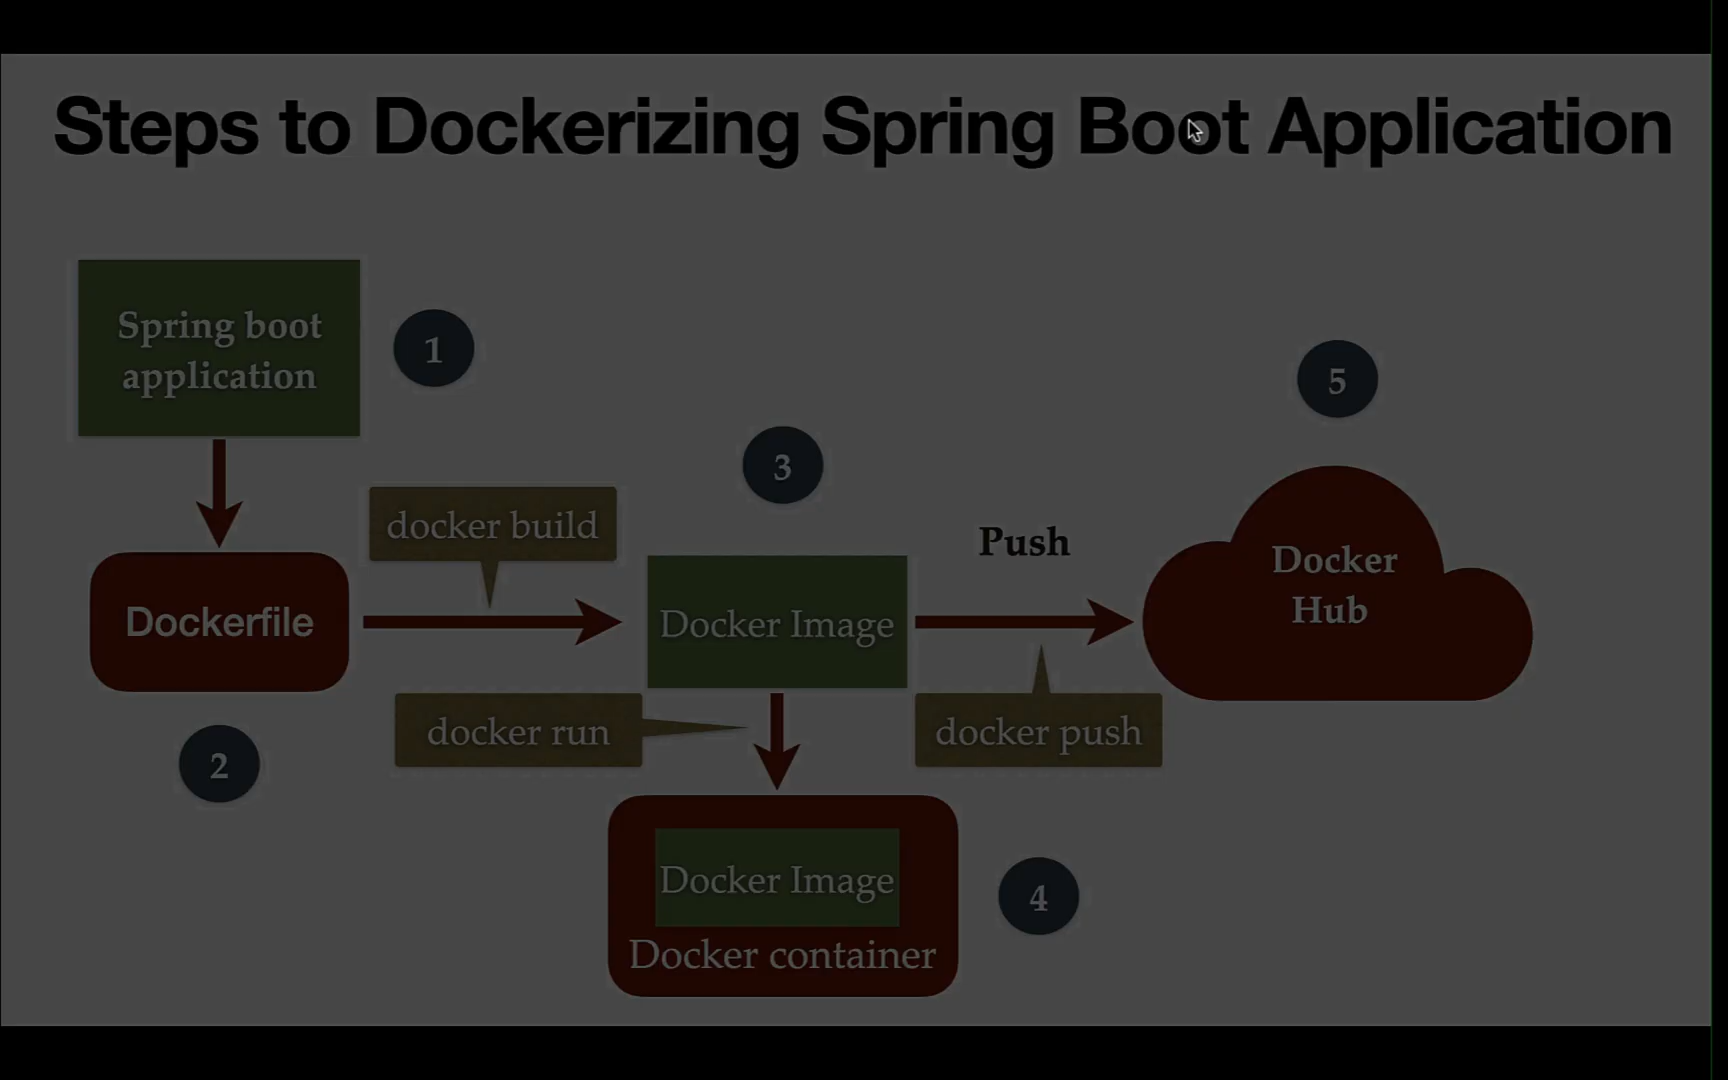 Steps to Dockerizing Spring Boot Application
Spring boot
application
1
5
3
docker build
Push
Docker
Hub
Dockerfile
Docker Image
docker run
docker push
2
Docker Image
4
Docker container